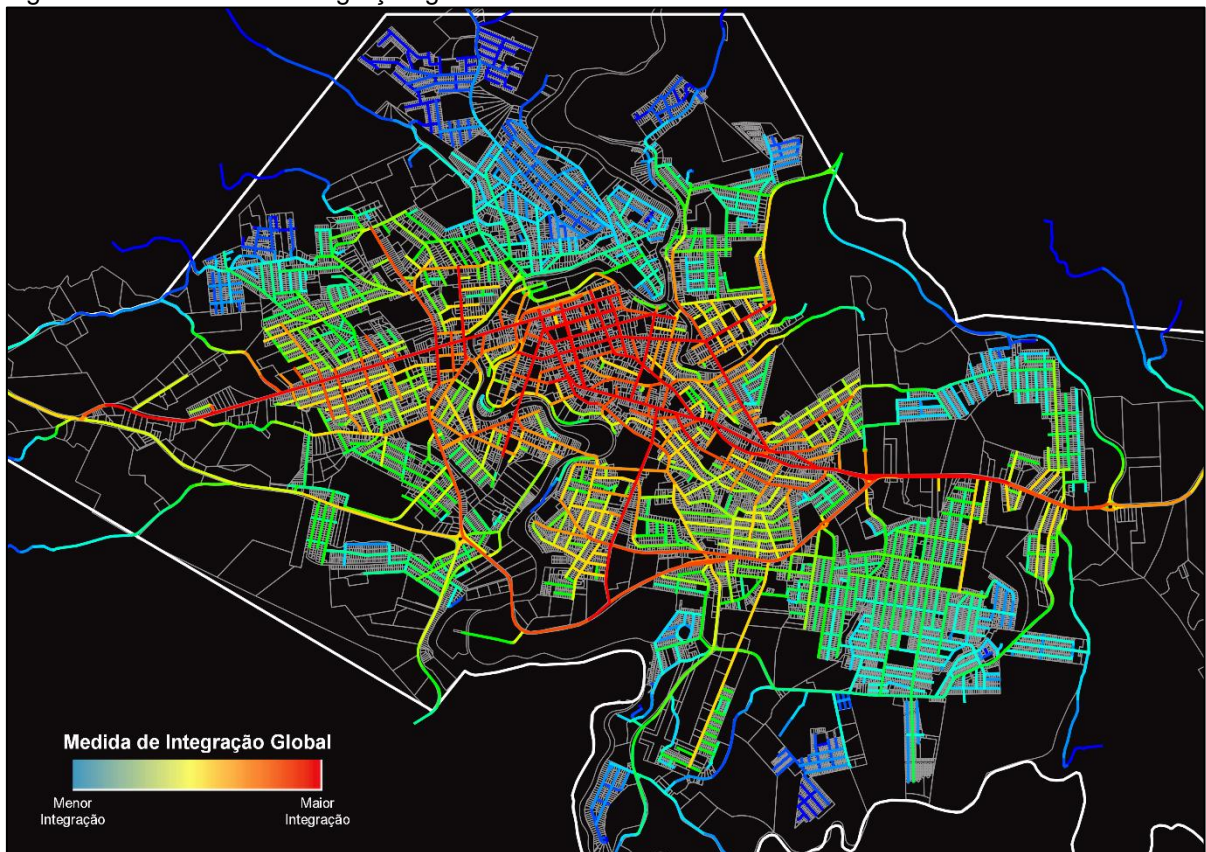 Medida de Integração Global
Menor
Integração
Maior
Integração